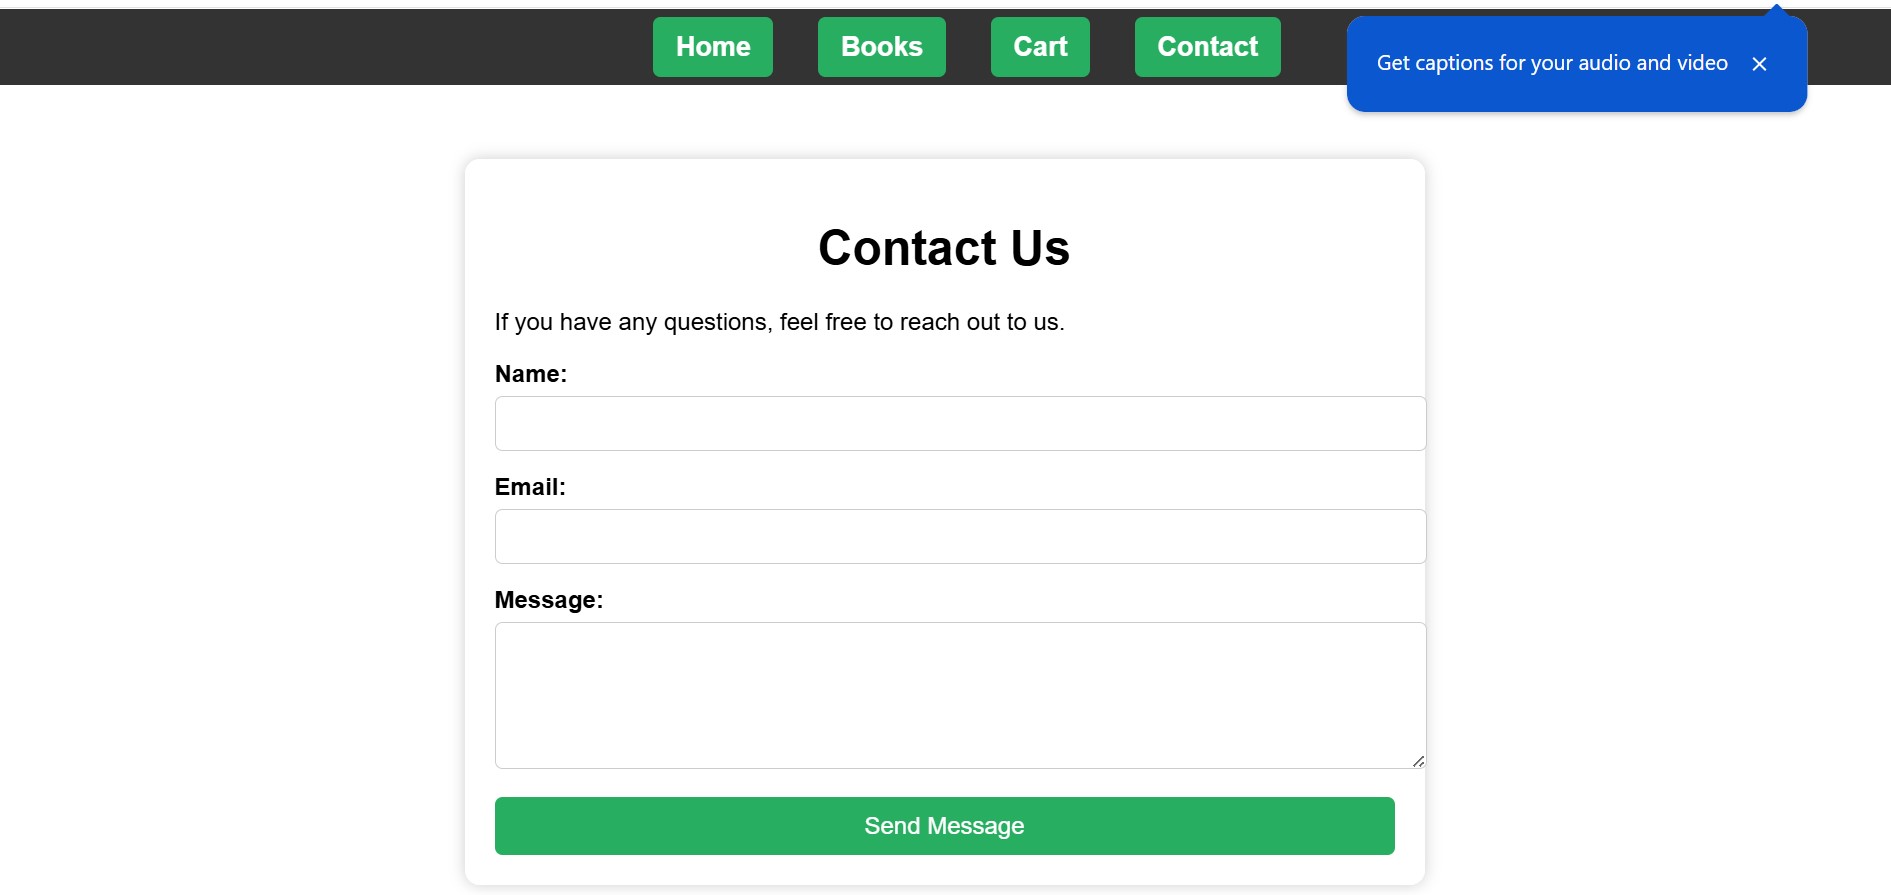 Home Books Cart Contact
Get captions for your audio and video
Contact Us
If you have any questions, feel free to reach out to us.
Name:
Email:
Message:
Send Message